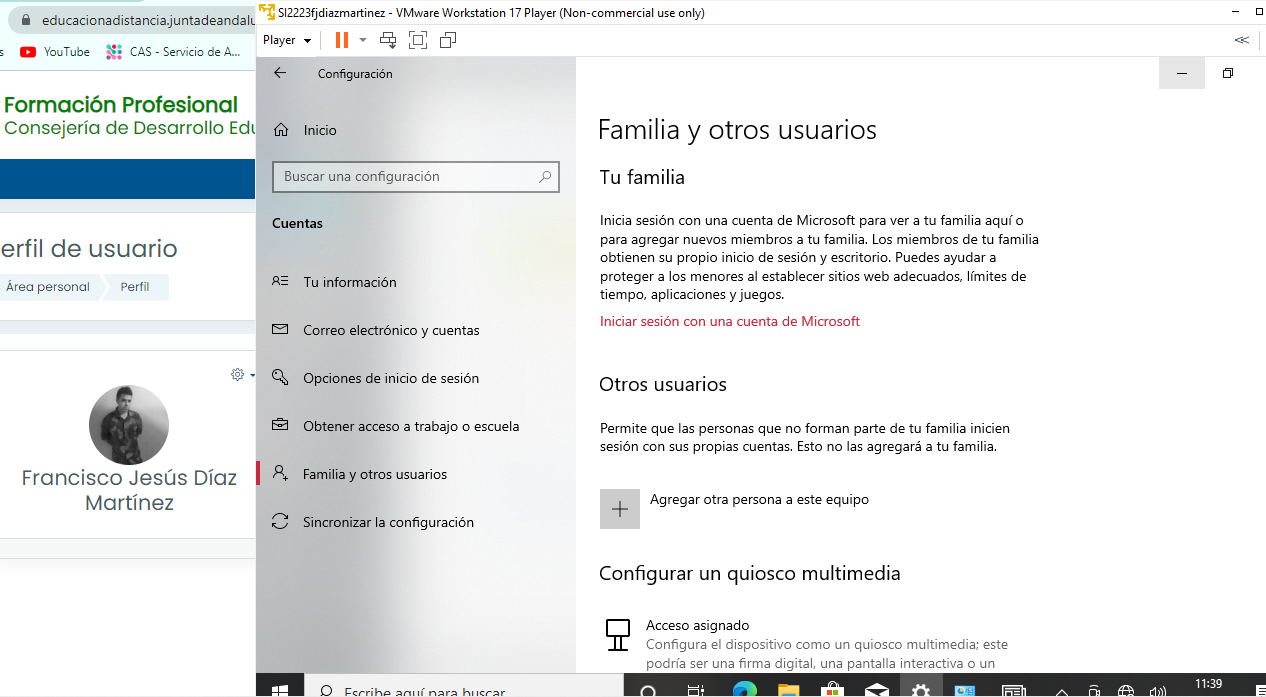 educacionadistancia.juntadeandalu
s
YouTube
CAS - Servicio de A...
Formación Profesional
Consejería de Desarrollo Edu
erfil de usuario
Área personal
Perfil
Francisco Jesús Díaz
Martínez
SI2223fjdiazmartinez - VMware Workstation 17 Player (Non-commercial use only)
Player
Configuración
Inicio
Buscar una configuración
Cuentas
Tu información
Correo electrónico y cuentas
Opciones de inicio de sesión
Obtener acceso a trabajo o escuela
Familia y otros usuarios
Sincronizar la configuración
Familia y otros usuarios
Tu familia
Inicia sesión con una cuenta de Microsoft para ver a tu familia aquí o
para agregar nuevos miembros a tu familia. Los miembros de tu familia
obtienen su propio inicio de sesión y escritorio. Puedes ayudar a
proteger a los menores al establecer sitios web adecuados, límites de
tiempo, aplicaciones y juegos.
Iniciar sesión con una cuenta de Microsoft
Otros usuarios
Permite que las personas que no forman parte de tu familia inicien
sesión con sus propias cuentas. Esto no las agregará a tu familia.
Agregar otra persona a este equipo
Configurar un quiosco multimedia
Acceso asignado
Configura el dispositivo como un quiosco multimedia; este
podría ser una firma digital, una pantalla interactiva o un
Escribe aquí para buscar
11:39